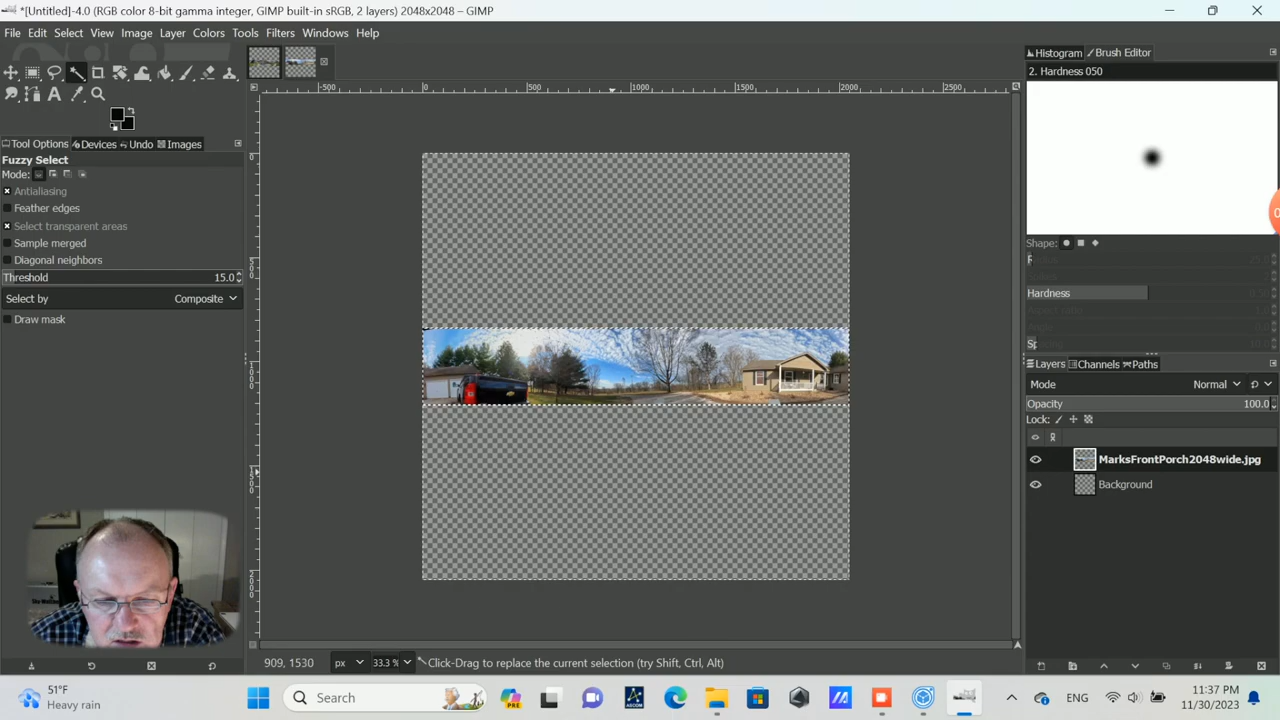 *[Untitled]-4.0 (RGB color 8-bit gamma integer, GIMP built-in sRGB, 2 layers) 2048x2048 – GIMP
File Edit Select View Image Layer Colors Tools Filters Windows Help
Histogram Brush Editor
2. Hardness 050
-500 0 500 1000 1500 2000 2500
Tool Options Devices Undo Images
Fuzzy Select
Mode:
Antialiasing
Feather edges
Select transparent areas
Sample merged
Diagonal neighbors
Threshold 15.0
Select by Composite
Draw mask
Shape:
Hardness
Layers Channels Paths
Mode Normal
Opacity 100.0
Lock:
MarksFrontPorch2048wide.jpg
Background
909, 1530 px 33.3 % Click-Drag to replace the current selection (try Shift, Ctrl, Alt)
51°F
Heavy rain
Search
PRE
AECOM
ENG
11:37 PM
11/30/2023